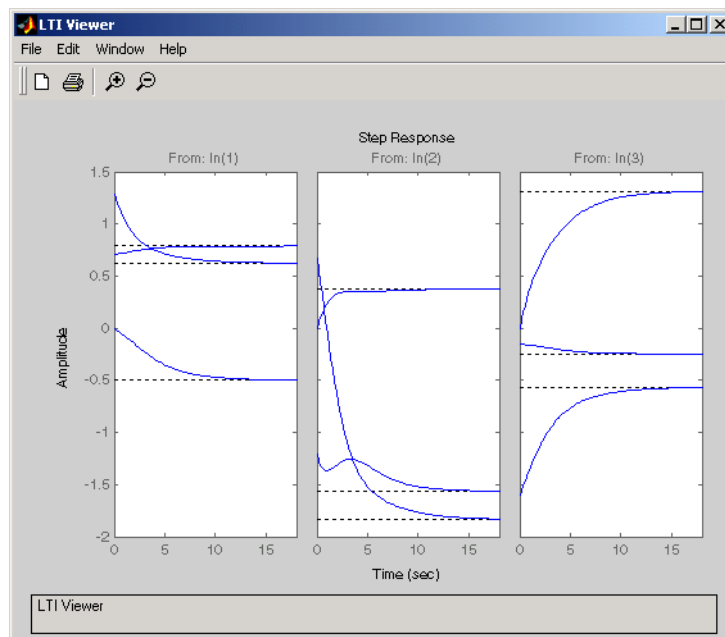 LTI Viewer
File Edit Window Help
Step Response
From: In(1) From: In(2) From: In(3)
1.5
1
0.5
0
-0.5
-1
-1.5
-2
Amplitude
0 5 10 15 0 5 10 15 0 5 10 15
Time (sec)
LTI Viewer